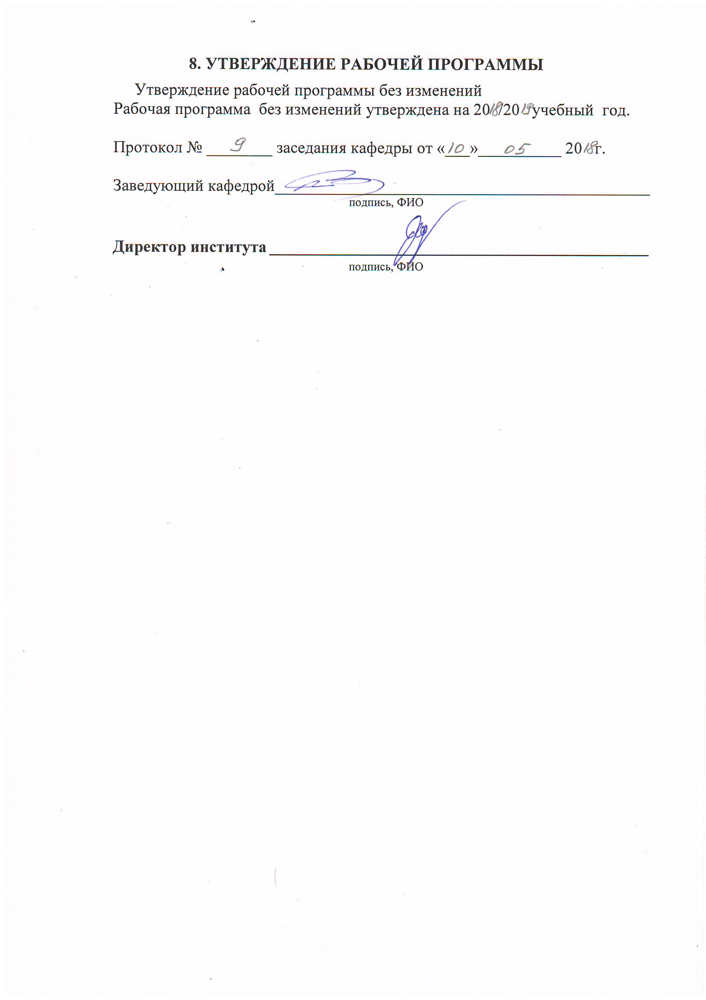 8. УТВЕРЖДЕНИЕ РАБОЧЕЙ ПРОГРАММЫ
Утверждение рабочей программы без изменений
Рабочая программа без изменений утверждена на 2018/2019 учебный год.
Протокол № 9 заседания кафедры от «10» 05 2018г.
Заведующий кафедрой
подпись, ФИО
Директор института
подпись, ФИО